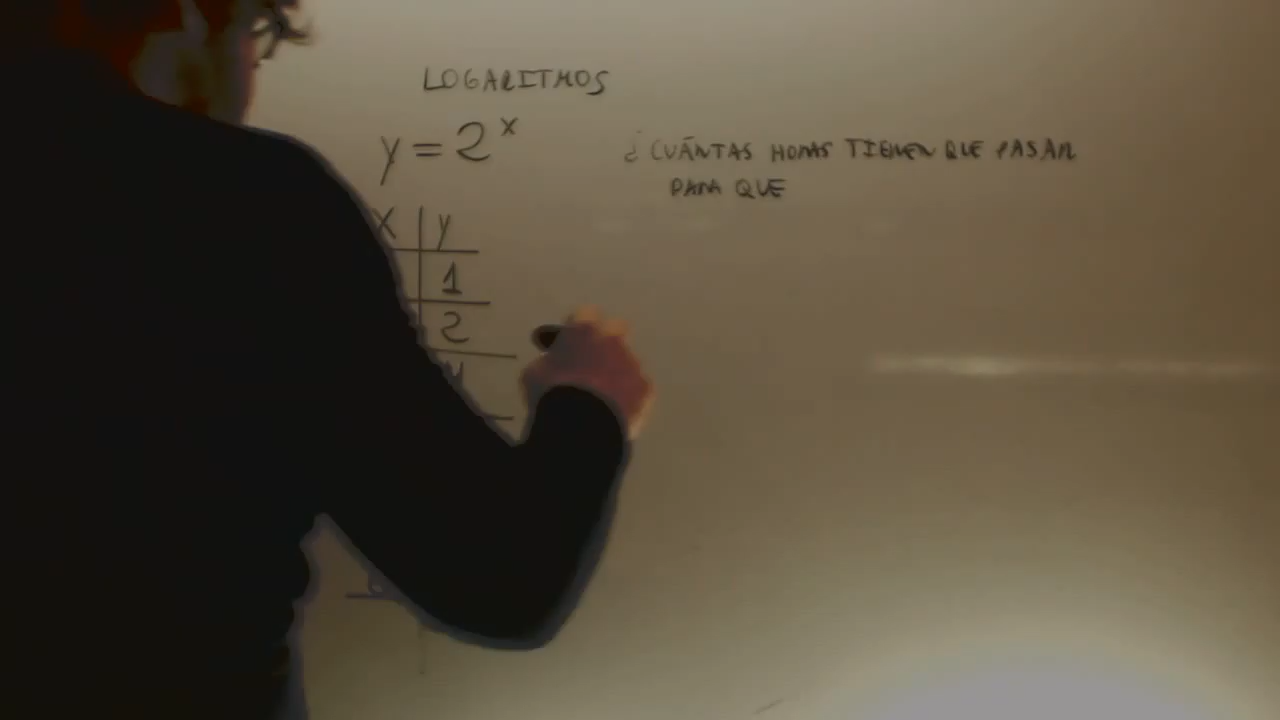 LOGARITMOS
y = 2^x
¿CUÁNTAS HORAS TIENEN QUE PASAR
PARA QUE
x y
1
2